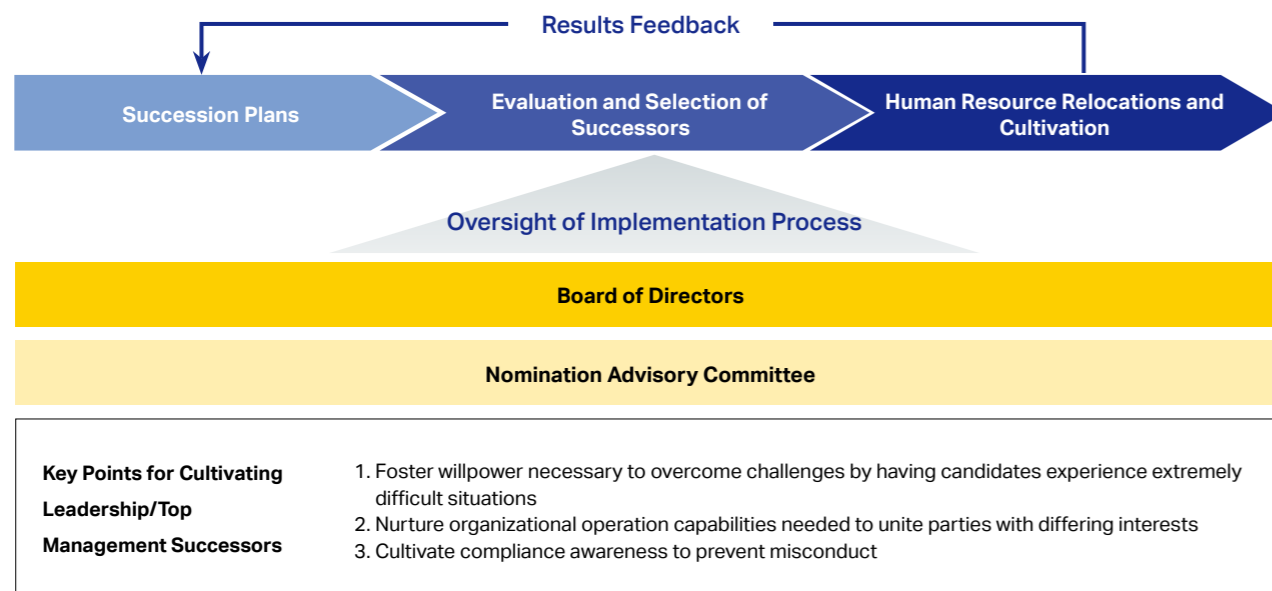 Results Feedback
Succession Plans
Evaluation and Selection of
Successors
Human Resource Relocations and
Cultivation
Oversight of Implementation Process
Board of Directors
Nomination Advisory Committee
Key Points for Cultivating
Leadership/Top
Management Successors
1. Foster willpower necessary to overcome challenges by having candidates experience extremely
difficult situations
2. Nurture organizational operation capabilities needed to unite parties with differing interests
3. Cultivate compliance awareness to prevent misconduct